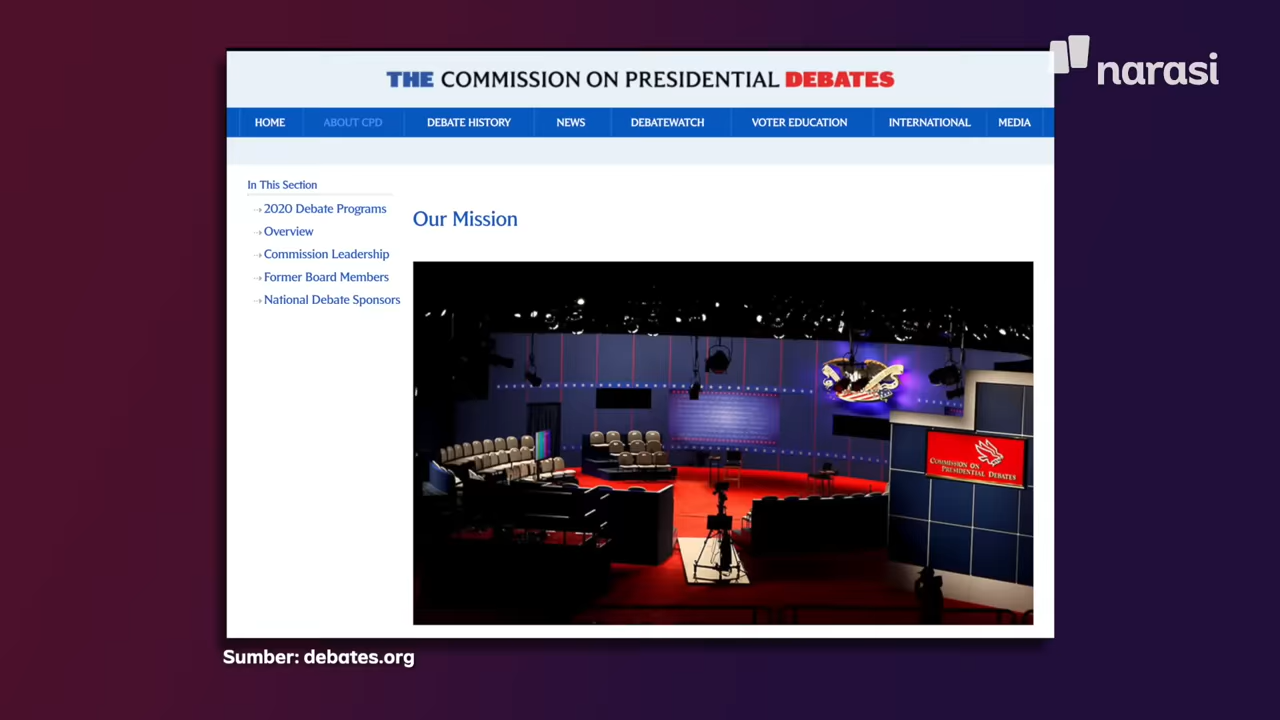 narasi
THE COMMISSION ON PRESIDENTIAL DEBATES
HOME ABOUT CPD DEBATE HISTORY NEWS DEBATEWATCH VOTER EDUCATION INTERNATIONAL MEDIA
In This Section
2020 Debate Programs
Overview
Commission Leadership
Former Board Members
National Debate Sponsors
Our Mission
COMMISSION ON
PRESIDENTIAL DEBATES
Sumber: debates.org